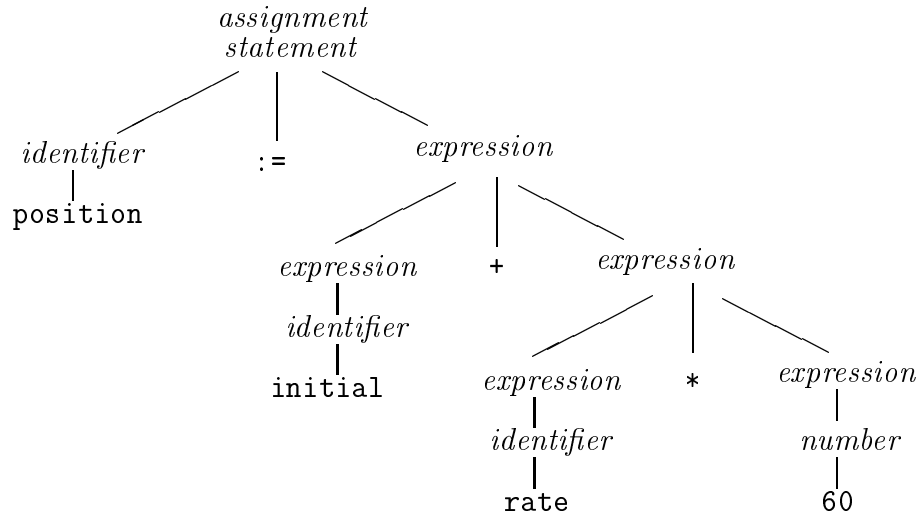 assignment
statement
identifier := expression
position
expression + expression
identifier
initial
expression * expression
identifier number
rate 60